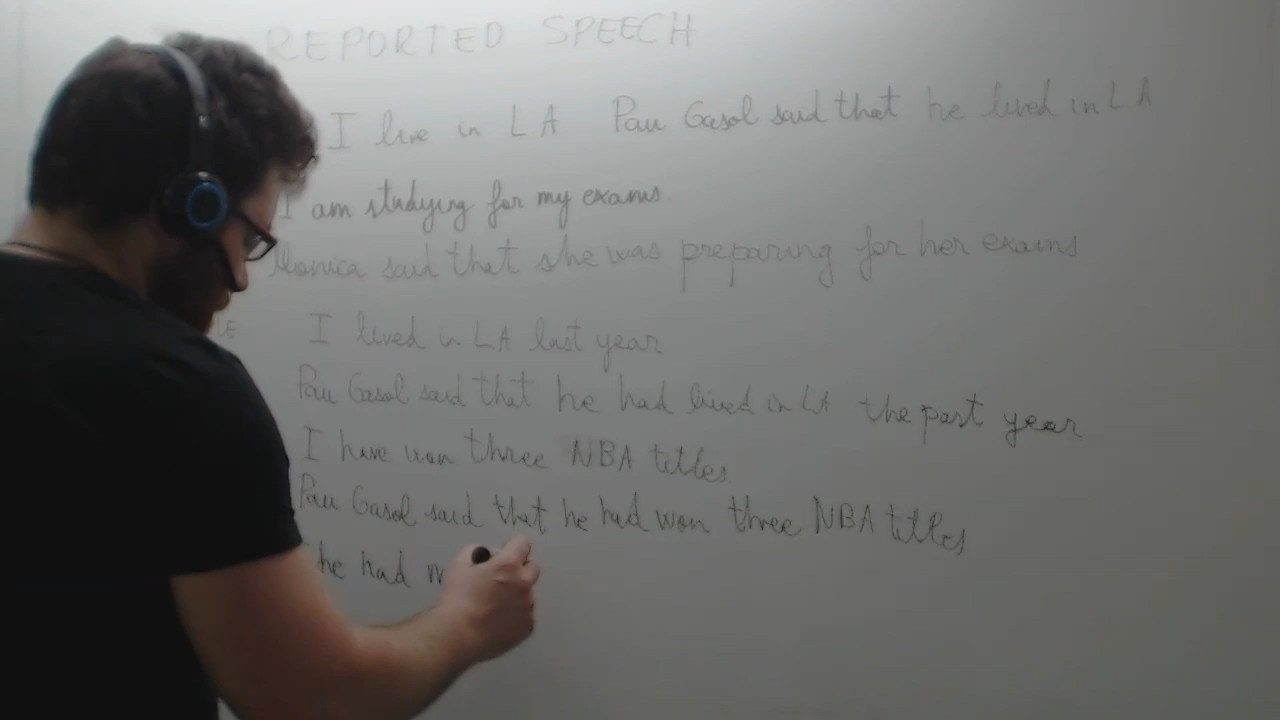 REPORTED SPEECH
I live in LA Pau Gasol said that he lived in LA
I am studying for my exams
Monica said that she was preparing for her exams
I lived in LA last year
Pau Gasol said that he had lived in LA the past year
I have won three NBA titles
Pau Gasol said that he had won three NBA titles
he had